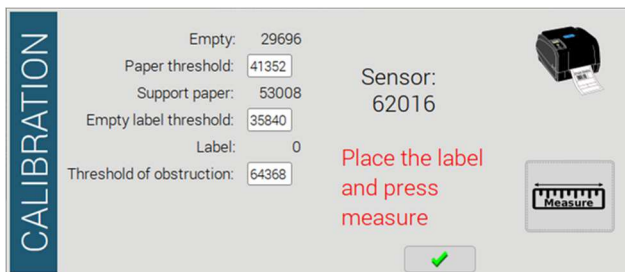 CALIBRATION
Empty: 29696
Paper threshold: 41352
Support paper: 53008
Empty label threshold: 35840
Label: 0
Threshold of obstruction: 64368
Sensor:
62016
Place the label
and press
measure
Measure